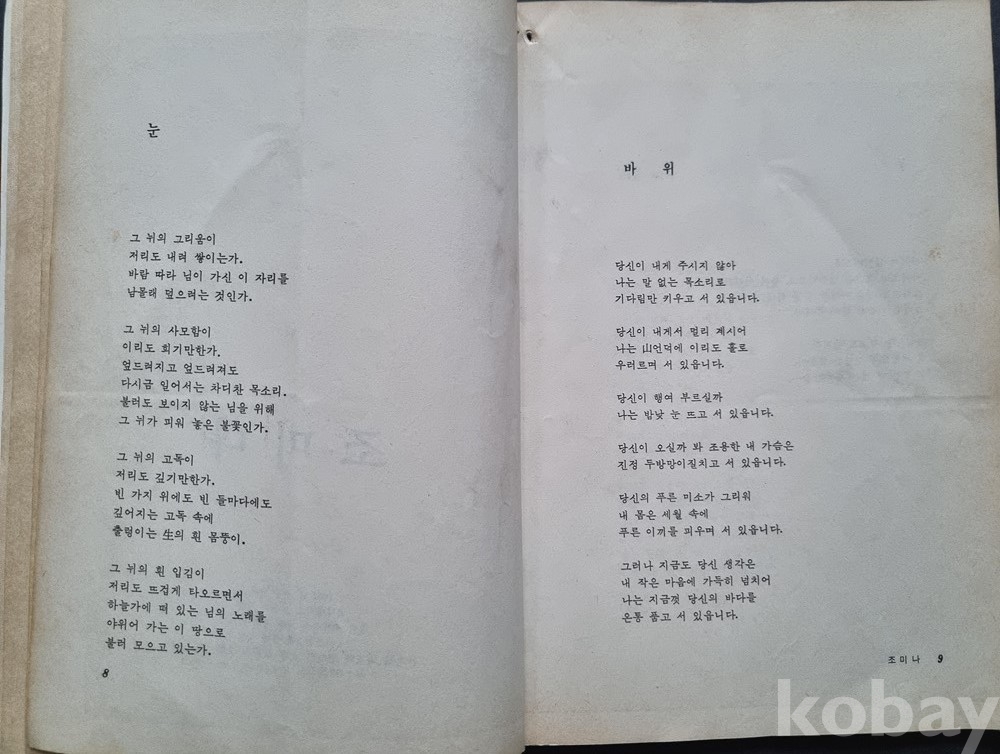 눈
그 뉘의 그리움이
저리도 내려 쌓이는가.
바람 따라 님이 가신 이 자리를
남몰래 덮으려는 것인가.
그 뉘의 사모함이
이리도 희기만한가.
엎드려지고 엎드려져도
다시금 일어서는 차디찬 목소리.
불러도 보이지 않는 님을 위해
그 뉘가 피워 놓은 불꽃인가.
그 뉘의 고독이
저리도 깊기만한가.
빈 가지 위에도 빈 들마다에도
깊어지는 고독 속에
출렁이는 生의 흰 몸뚱이.
그 뉘의 흰 입김이
저리도 뜨겁게 타오르면서
하늘가에 떠 있는 님의 노래를
야위어 가는 이 땅으로
불러 모으고 있는가.
8
바 위
당신이 내게 주시지 않아
나는 말 없는 목소리로
기다림만 키우고 서 있읍니다.
당신이 내게서 멀리 계시어
나는 山언덕에 이리도 홀로
우러르며 서 있읍니다.
당신이 행여 부르실까
나는 밤낮 눈 뜨고 서 있읍니다.
당신이 오실까 봐 조용한 내 가슴은
진정 두방망이질치고 서 있읍니다.
당신의 푸른 미소가 그리워
내 몸은 세월 속에
푸른 이끼를 피우며 서 있읍니다.
그러나 지금도 당신 생각은
내 작은 마음에 가득히 넘치어
나는 지금껏 당신의 바다를
온통 품고 서 있읍니다.
조미나 9
kobay